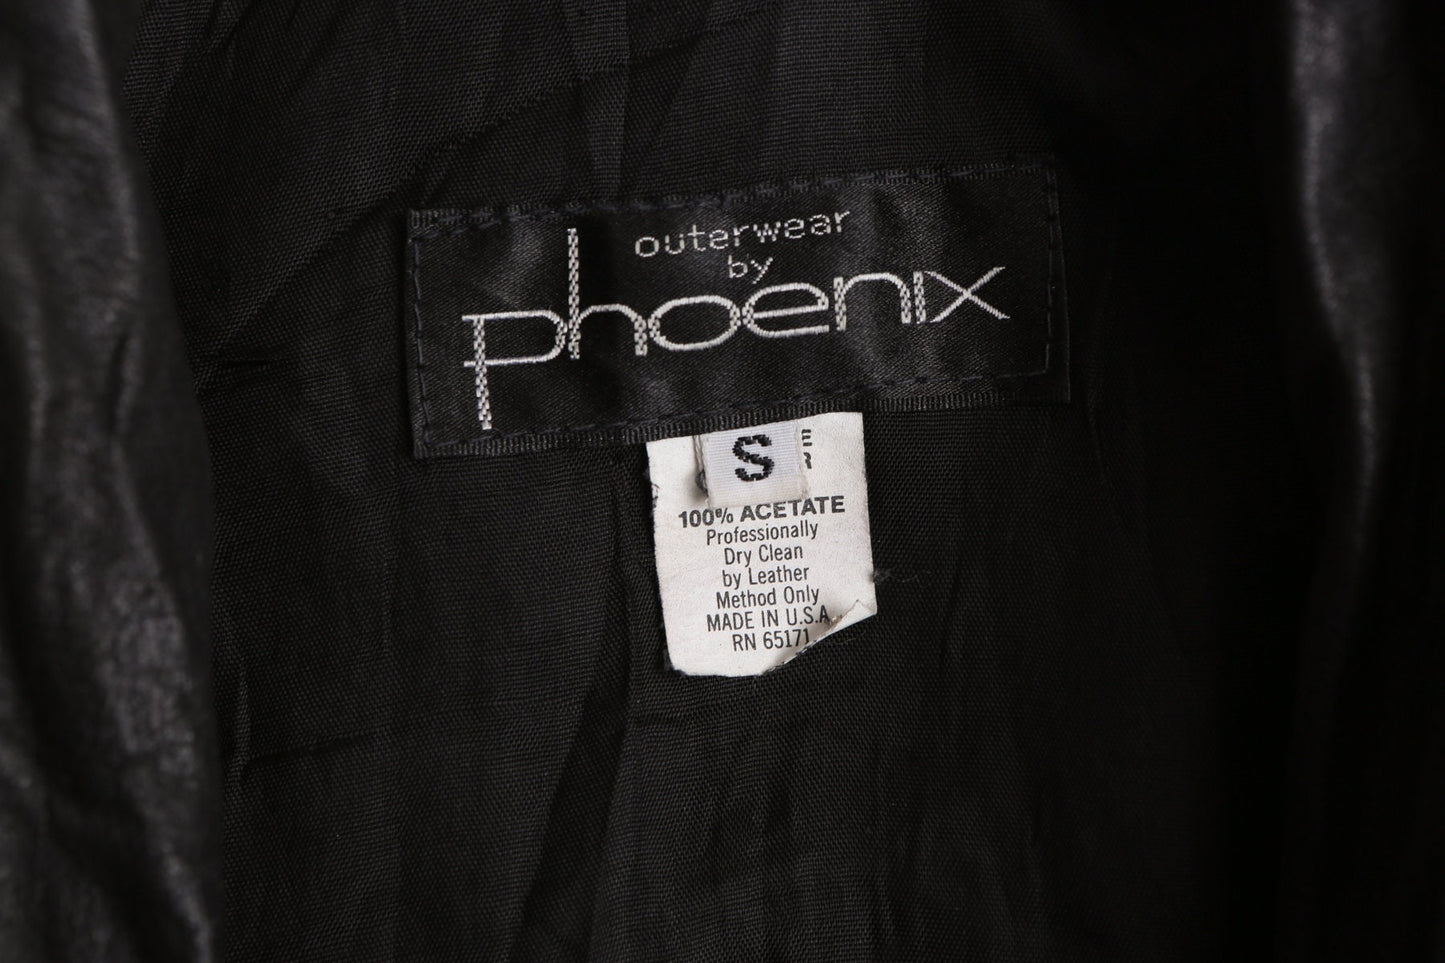 outerwear
by
phoenix
S
100% ACETATE
Professionally
Dry Clean
by Leather
Method Only
MADE IN U.S.A.
RN 65171